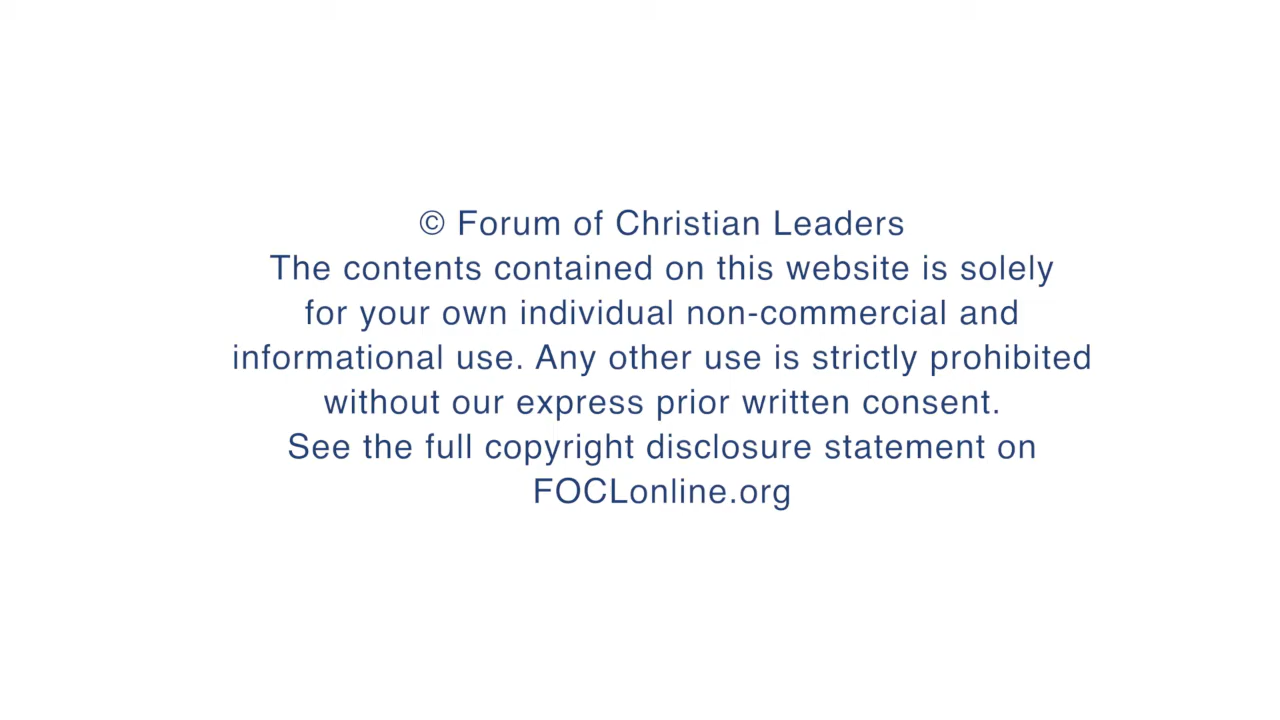 © Forum of Christian Leaders
The contents contained on this website is solely
for your own individual non-commercial and
informational use. Any other use is strictly prohibited
without our express prior written consent.
See the full copyright disclosure statement on
FOCLonline.org